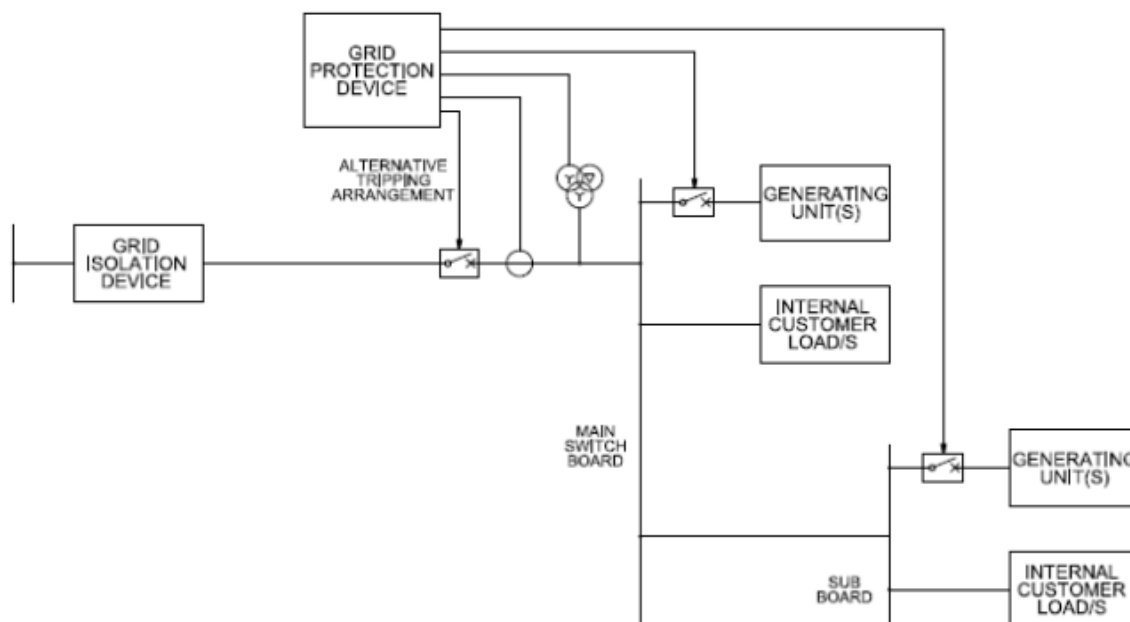 GRID
PROTECTION
DEVICE
ALTERNATIVE
TRIPPING
ARRANGEMENT
GRID
ISOLATION
DEVICE
GENERATING
UNIT(S)
INTERNAL
CUSTOMER
LOAD/S
MAIN
SWITCH
BOARD
GENERATING
UNIT(S)
SUB
BOARD
INTERNAL
CUSTOMER
LOAD/S